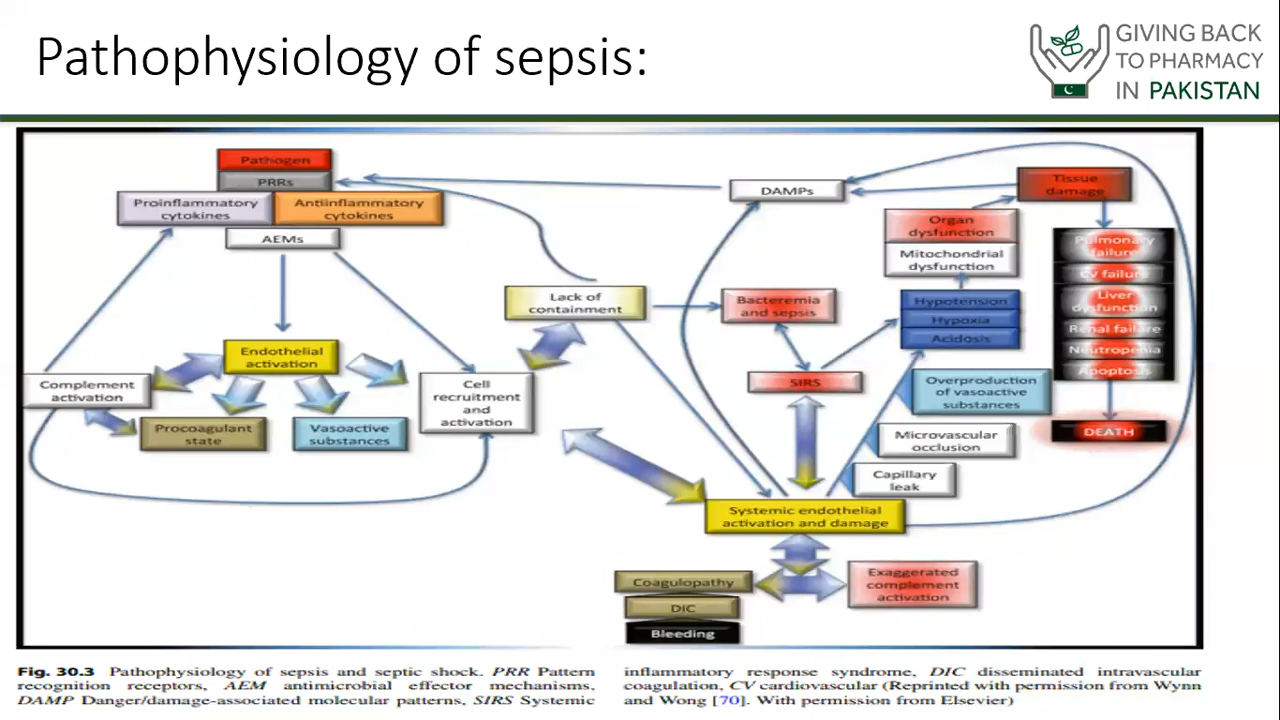 Pathophysiology of sepsis:
GIVING BACK
TO PHARMACY
IN PAKISTAN
Pathogen
PRRs
Proinflammatory
cytokines
Antiinflammatory
cytokines
AEMs
Endothelial
activation
Complement
activation
Procoagulant
state
Vasoactive
substances
Cell
recruitment
and
activation
Lack of
containment
Bacteremia
and sepsis
SIRS
DAMPs
Tissue
damage
Organ
dysfunction
Mitochondrial
dysfunction
Hypotension
Hypoxia
Acidosis
Overproduction
of vasoactive
substances
Microvascular
occlusion
Capillary
leak
Systemic endothelial
activation and damage
Coagulopathy
DIC
Bleeding
Exaggerated
complement
activation
Pulmonary
failure
CV failure
Liver
dysfunction
Renal failure
Neutropenia
Apoptosis
DEATH
Fig. 30.3 Pathophysiology of sepsis and septic shock. PRR Pattern
recognition receptors, AEM antimicrobial effector mechanisms,
DAMP Danger/damage-associated molecular patterns, SIRS Systemic
inflammatory response syndrome, DIC disseminated intravascular
coagulation, CV cardiovascular (Reprinted with permission from Wynn
and Wong [70]. With permission from Elsevier)